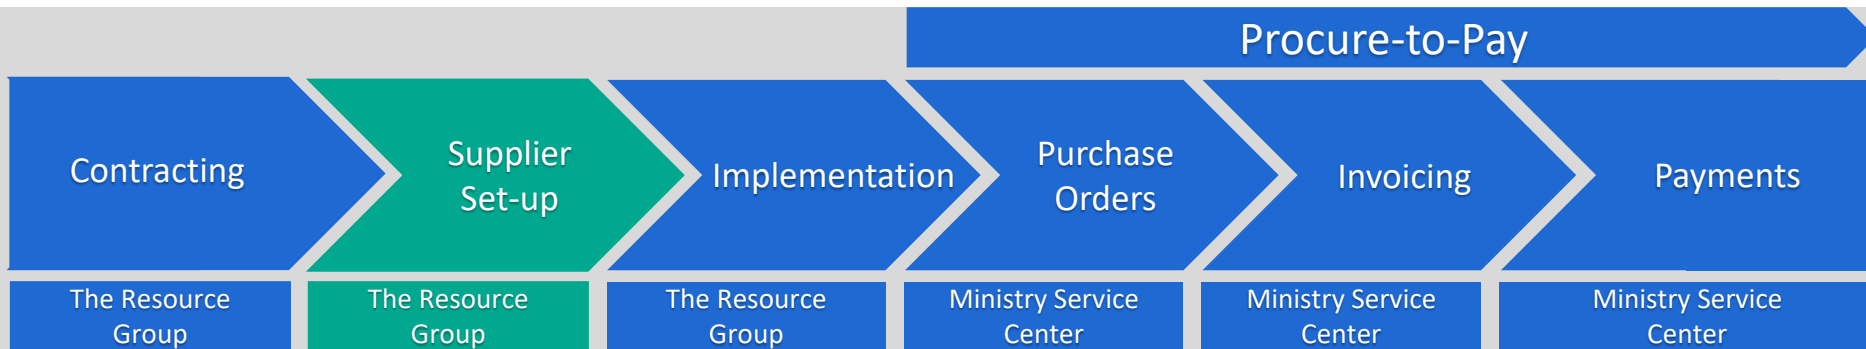 Procure-to-Pay
Contracting
Supplier
Set-up
Implementation
Purchase
Orders
Invoicing
Payments
The Resource
Group
The Resource
Group
The Resource
Group
Ministry Service
Center
Ministry Service
Center
Ministry Service
Center